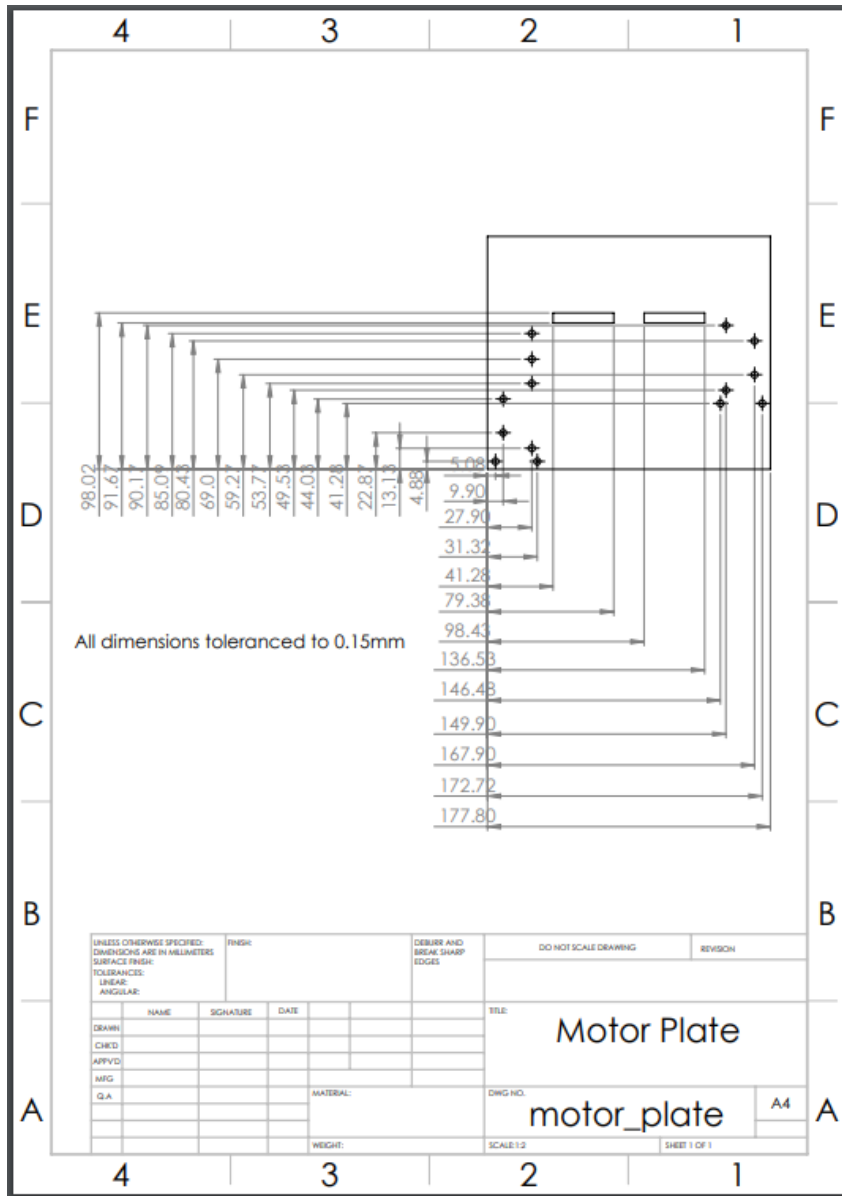 4 3 2 1
F F
E E
98.02 91.67 90.17 85.09 80.43 69.0 59.27 53.77 49.53 44.03 41.28 22.87 13.13 4.88
5.08
9.90
D D
27.90
31.32
41.28
79.38
98.43
All dimensions toleranced to 0.15mm
136.53
146.48
C C
149.90
167.90
172.72
177.80
B B
UNLESS OTHERWISE SPECIFIED:
DIMENSIONS ARE IN MILLIMETERS
SURFACE FINISH:
TOLERANCES:
LINEAR:
ANGULAR:
FINISH:
DEBURR AND
BREAK SHARP
EDGES
DO NOT SCALE DRAWING
REVISION
NAME SIGNATURE DATE
DRAWN
CHK'D
APPV'D
MFG
Q.A
MATERIAL:
WEIGHT:
TITLE:
Motor Plate
DWG NO.
motor_plate
A4
SCALE:1:2
SHEET 1 OF 1
A A
4 3 2 1